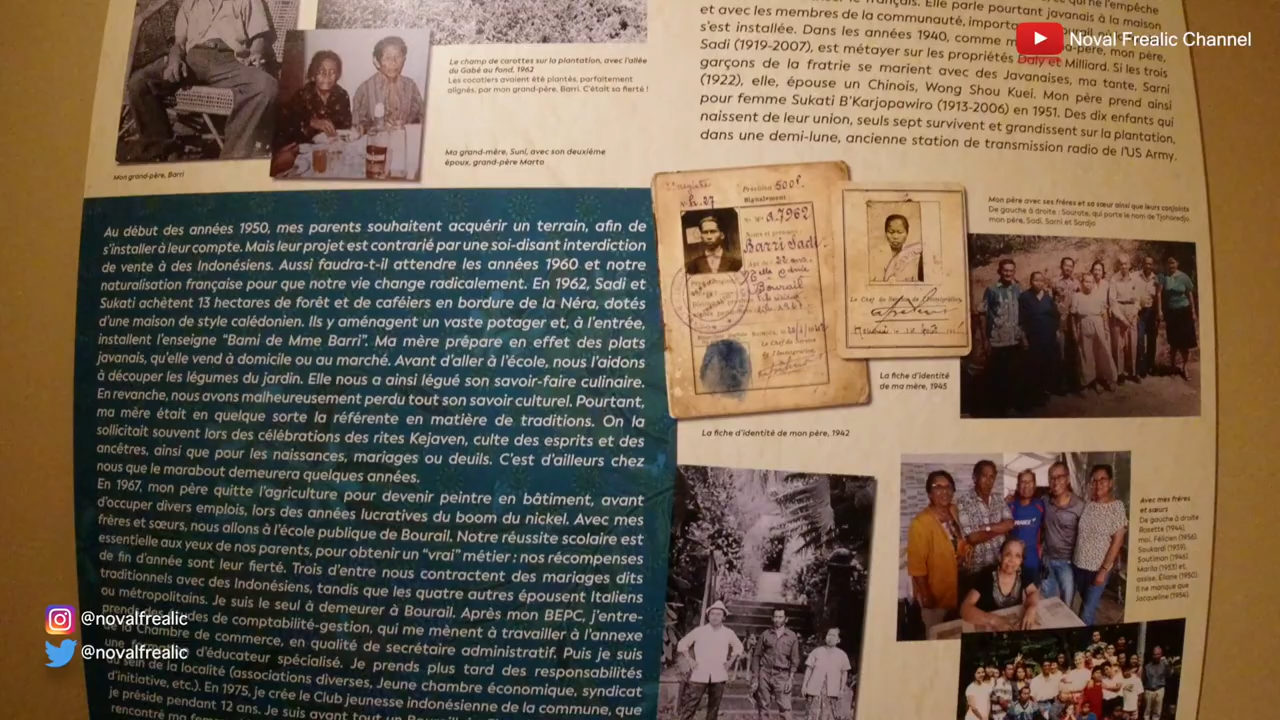 français. Elle parle pourtant javanais à la maison
et avec les membres de la communauté,
s'est installée. Dans les années 1940, comme
mon père,
Sadi (1919-2007), est métayer sur les propriétés Daly et Milliard. Si les trois
garçons de la fratrie se marient avec des Javanaises, ma tante, Sarni
(1922), elle, épouse un Chinois, Wong Shou Kuei. Mon père prend ainsi
pour femme Sukati B'Karjopawiro (1913-2006) en 1951. Des dix enfants qui
naissent de leur union, seuls sept survivent et grandissent sur la plantation,
dans une demi-lune, ancienne station de transmission radio de l'US Army.
Noval Frealic Channel
Le champ de carottes sur la plantation, avec l'allée
du Gabé au fond, 1962
Les cocotiers avaient été plantés, parfaitement
alignés, par mon grand-père, Barri. C'était sa fierté !
Ma grand-mère, Suni, avec son deuxième
époux, grand-père Marto
Mon grand-père, Barri
Au début des années 1950, mes parents souhaitent acquérir un terrain, afin de
s'installer à leur compte. Mais leur projet est contrarié par une soi-disant interdiction
de vente à des Indonésiens. Aussi faudra-t-il attendre les années 1960 et notre
naturalisation française pour que notre vie change radicalement. En 1962, Sadi et
Sukati achètent 13 hectares de forêt et de caféiers en bordure de la Néra, dotés
d'une maison de style calédonien. Ils y aménagent un vaste potager et, à l'entrée,
installent l'enseigne "Bami de Mme Barri". Ma mère prépare en effet des plats
javanais, qu'elle vend à domicile ou au marché. Avant d'aller à l'école, nous l'aidons
à découper les légumes du jardin. Elle nous a ainsi légué son savoir-faire culinaire.
En revanche, nous avons malheureusement perdu tout son savoir culturel. Pourtant,
ma mère était en quelque sorte la référente en matière de traditions. On la
sollicitait souvent lors des célébrations des rites Kejaven, culte des esprits et des
ancêtres, ainsi que pour les naissances, mariages ou deuils. C'est d'ailleurs chez
nous que le marabout demeurera quelques années.
En 1967, mon père quitte l'agriculture pour devenir peintre en bâtiment, avant
d'occuper divers emplois, lors des années lucratives du boom du nickel. Avec mes
frères et sœurs, nous allons à l'école publique de Bourail. Notre réussite scolaire est
essentielle aux yeux de nos parents, pour obtenir un "vrai" métier : nos récompenses
de fin d'année sont leur fierté. Trois d'entre nous contractent des mariages dits
traditionnels avec des Indonésiens, tandis que les quatre autres épousent Italiens
ou métropolitains. Je suis le seul à demeurer à Bourail. Après mon BEPC, j'entre-
prends des études de comptabilité-gestion, qui me mènent à travailler à l'annexe
de la Chambre de commerce, en qualité de secrétaire administratif. Puis je suis
d'éducateur spécialisé. Je prends plus tard des responsabilités
au sein de la localité (associations diverses, Jeune chambre économique, syndicat
d'initiative, etc.). En 1975, je crée le Club jeunesse indonésienne de la commune, que
je préside pendant 12 ans. Je suis avant tout un
rencontré ma
500f.
Signalement
N° a.7962
Barri Sadi
Bourail
La fiche d'identité de mon père, 1942
La fiche d'identité
de ma mère, 1945
Mon père avec ses frères et sa sœur ainsi que leurs conjoints
De gauche à droite : Sourate, qui porte le nom de Tjoharedjo,
mon père, Sadi, Sarni et Sardjo
Avec mes frères
et sœurs
De gauche à droite
Rosette (1944),
moi, Félicien (1956)
Soukardi (1959),
Soutiman (1946),
Marila (1953) et,
assise, Éliane (1950).
Il ne manque que
Jacqueline (1954).
@novalfrealic
@novalfrealic